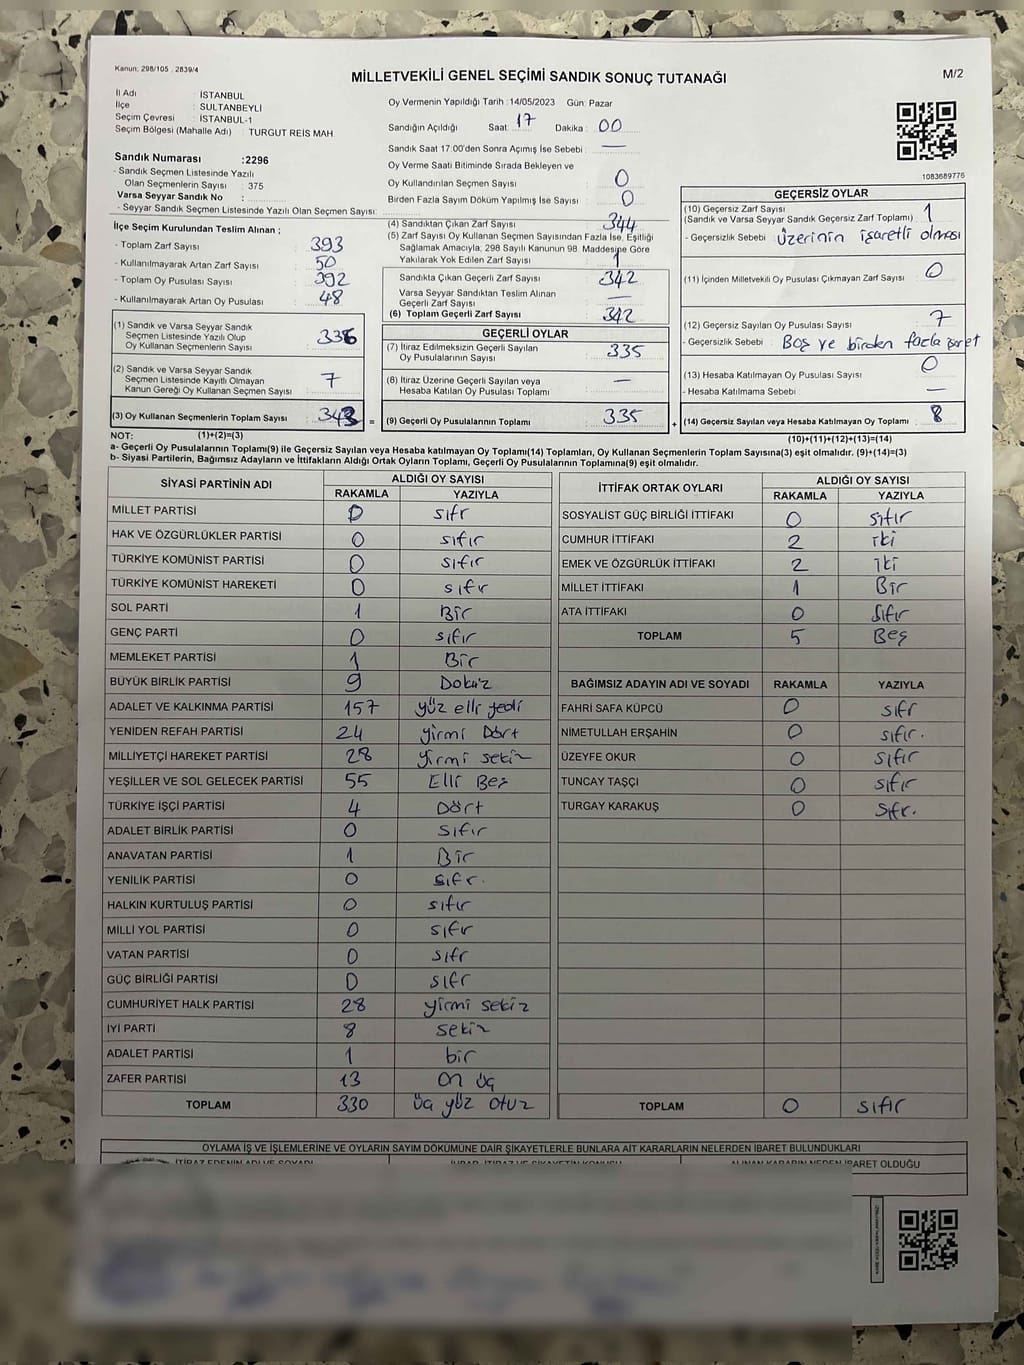 Kanun: 298/105 , 2839/4
MİLLETVEKİLİ GENEL SEÇİMİ SANDIK SONUÇ TUTANAĞI
M/2
İl Adı : İSTANBUL
İlçe : SULTANBEYLİ
Seçim Çevresi : İSTANBUL-1
Seçim Bölgesi (Mahalle Adı) : TURGUT REİS MAH
Sandık Numarası :2296
- Sandık Seçmen Listesinde Yazılı
Olan Seçmenlerin Sayısı : 375
Varsa Seyyar Sandık No :
- Seyyar Sandık Seçmen Listesinde Yazılı Olan Seçmen Sayısı:
Oy Vermenin Yapıldığı Tarih :14/05/2023 Gün: Pazar
Sandığın Açıldığı Saat 17 Dakika 00
Sandık Saat 17:00'den Sonra Açımış İse Sebebi : —
Oy Verme Saati Bitiminde Sırada Bekleyen ve
Oy Kullandırılan Seçmen Sayısı : 0
Birden Fazla Sayım Döküm Yapılmış İse Sayısı : 0
1083689776
İlçe Seçim Kurulundan Teslim Alınan ;
- Toplam Zarf Sayısı : 393
- Kullanılmayarak Artan Zarf Sayısı : 50
- Toplam Oy Pusulası Sayısı : 392
- Kullanılmayarak Artan Oy Pusulası : 48
(1) Sandık ve Varsa Seyyar Sandık
Seçmen Listesinde Yazılı Olup
Oy Kullanan Seçmenlerin Sayısı : 336
(2) Sandık ve Varsa Seyyar Sandık
Seçmen Listesinde Kayıtlı Olmayan
Kanun Gereği Oy Kullanan Seçmen Sayısı : 7
(3) Oy Kullanan Seçmenlerin Toplam Sayısı : 343 =
(1)+(2)=(3)
(4) Sandıktan Çıkan Zarf Sayısı : 344
(5) Zarf Sayısı Oy Kullanan Seçmen Sayısından Fazla İse, Eşitliği
Sağlamak Amacıyla, 298 Sayılı Kanunun 98. Maddesine Göre
Yakılarak Yok Edilen Zarf Sayısı : 1
Sandıkta Çıkan Geçerli Zarf Sayısı : 342
Varsa Seyyar Sandıktan Teslim Alınan
Geçerli Zarf Sayısı : —
(6) Toplam Geçerli Zarf Sayısı : 342
GEÇERLİ OYLAR
(7) İtiraz Edilmeksizin Geçerli Sayılan
Oy Pusulalarının Sayısı : 335
(8) İtiraz Üzerine Geçerli Sayılan veya
Hesaba Katılan Oy Pusulası Toplamı : —
(9) Geçerli Oy Pusulalarının Toplamı : 335 +
GEÇERSİZ OYLAR
(10) Geçersiz Zarf Sayısı
(Sandık ve Varsa Seyyar Sandık Geçersiz Zarf Toplamı) : 1
- Geçersizlik Sebebi : üzerinin işaretli olması
(11) İçinden Milletvekili Oy Pusulası Çıkmayan Zarf Sayısı : 0
(12) Geçersiz Sayılan Oy Pusulası Sayısı : 7
- Geçersizlik Sebebi : Boş ve birden fazla işaret
(13) Hesaba Katılmayan Oy Pusulası Sayısı : 0
- Hesaba Katılmama Sebebi : —
(14) Geçersiz Sayılan veya Hesaba Katılmayan Oy Toplamı : 8
(10)+(11)+(12)+(13)=(14)
NOT:
a- Geçerli Oy Pusulalarının Toplamı(9) ile Geçersiz Sayılan veya Hesaba katılmayan Oy Toplamı(14) Toplamları, Oy Kullanan Seçmenlerin Toplam Sayısına(3) eşit olmalıdır. (9)+(14)=(3)
b- Siyasi Partilerin, Bağımsız Adayların ve İttifakların Aldığı Ortak Oyların Toplamı, Geçerli Oy Pusulalarının Toplamına(9) eşit olmalıdır.
SİYASİ PARTİNİN ADI ALDIĞI OY SAYISI
RAKAMLA YAZIYLA
MİLLET PARTİSİ 0 sıfr
HAK VE ÖZGÜRLÜKLER PARTİSİ 0 sıfır
TÜRKİYE KOMÜNİST PARTİSİ 0 sıfır
TÜRKİYE KOMÜNİST HAREKETİ 0 sıfır
SOL PARTİ 1 Bir
GENÇ PARTİ 0 sıfır
MEMLEKET PARTİSİ 1 Bir
BÜYÜK BİRLİK PARTİSİ 9 Dokuz
ADALET VE KALKINMA PARTİSİ 157 yüz elli yedi
YENİDEN REFAH PARTİSİ 24 yirmi Dört
MİLLİYETÇİ HAREKET PARTİSİ 28 yirmi sekiz
YEŞİLLER VE SOL GELECEK PARTİSİ 55 Elli Beş
TÜRKİYE İŞÇİ PARTİSİ 4 Dört
ADALET BİRLİK PARTİSİ 0 sıfır
ANAVATAN PARTİSİ 1 Bir
YENİLİK PARTİSİ 0 sıfr.
HALKIN KURTULUŞ PARTİSİ 0 sıfır
MİLLİ YOL PARTİSİ 0 sıfır
VATAN PARTİSİ 0 sıfr
GÜÇ BİRLİĞİ PARTİSİ 0 sıfr
CUMHURİYET HALK PARTİSİ 28 yirmi sekiz
İYİ PARTİ 8 sekiz
ADALET PARTİSİ 1 bir
ZAFER PARTİSİ 13 on üç
TOPLAM 330 üç yüz otuz
İTTİFAK ORTAK OYLARI ALDIĞI OY SAYISI
RAKAMLA YAZIYLA
SOSYALİST GÜÇ BİRLİĞİ İTTİFAKI 0 sıfır
CUMHUR İTTİFAKI 2 iki
EMEK VE ÖZGÜRLÜK İTTİFAKI 2 iki
MİLLET İTTİFAKI 1 Bir
ATA İTTİFAKI 0 sıfır
TOPLAM 5 Beş
BAĞIMSIZ ADAYIN ADI VE SOYADI RAKAMLA YAZIYLA
FAHRİ SAFA KÜPCÜ 0 sıfr
NİMETULLAH ERŞAHİN 0 sıfır.
ÜZEYFE OKUR 0 sıfır
TUNCAY TAŞÇI 0 sıfır
TURGAY KARAKUŞ 0 sıfr.
TOPLAM 0 sıfır
OYLAMA İŞ VE İŞLEMLERİNE VE OYLARIN SAYIM DÖKÜMÜNE DAİR ŞİKAYETLERLE BUNLARA AİT KARARLARIN NELERDEN İBARET BULUNDUKLARI
İTİRAZ EDENİN ADI VE SOYADI
ALINAN KARARIN NEDEN İBARET OLDUĞU